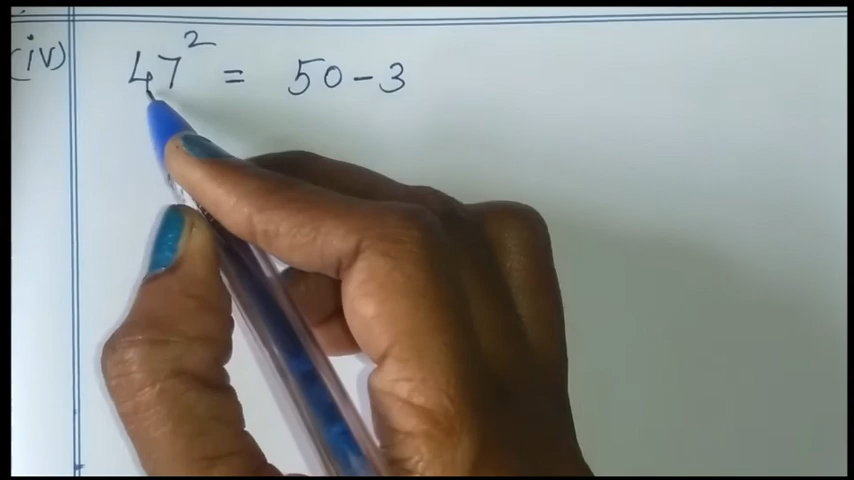 (iv) 47² = 50 - 3